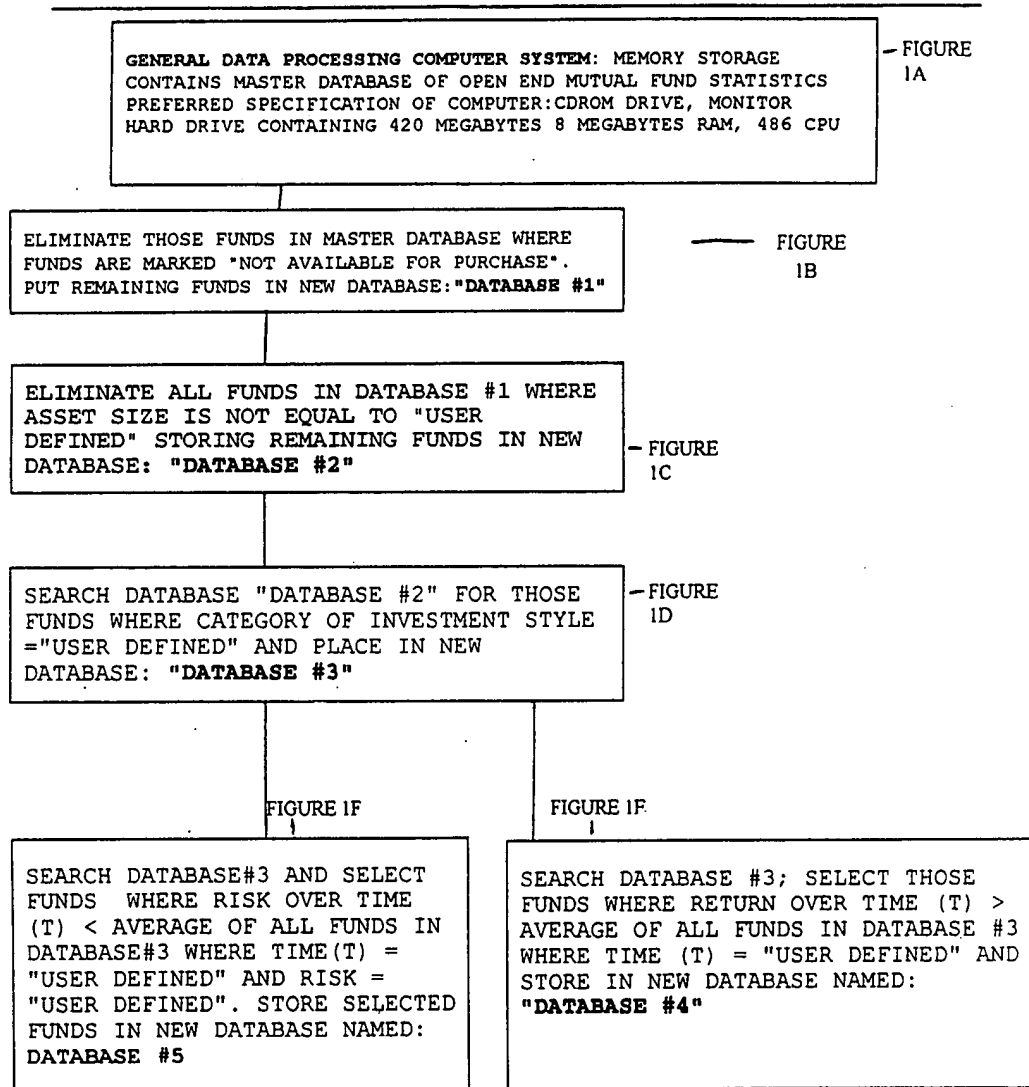 GENERAL DATA PROCESSING COMPUTER SYSTEM: MEMORY STORAGE
CONTAINS MASTER DATABASE OF OPEN END MUTUAL FUND STATISTICS
PREFERRED SPECIFICATION OF COMPUTER:CDROM DRIVE, MONITOR
HARD DRIVE CONTAINING 420 MEGABYTES 8 MEGABYTES RAM, 486 CPU
FIGURE
1A
ELIMINATE THOSE FUNDS IN MASTER DATABASE WHERE
FUNDS ARE MARKED "NOT AVAILABLE FOR PURCHASE".
PUT REMAINING FUNDS IN NEW DATABASE:"DATABASE #1"
FIGURE
1B
ELIMINATE ALL FUNDS IN DATABASE #1 WHERE
ASSET SIZE IS NOT EQUAL TO "USER
DEFINED" STORING REMAINING FUNDS IN NEW
DATABASE: "DATABASE #2"
FIGURE
1C
SEARCH DATABASE "DATABASE #2" FOR THOSE
FUNDS WHERE CATEGORY OF INVESTMENT STYLE
="USER DEFINED" AND PLACE IN NEW
DATABASE: "DATABASE #3"
FIGURE
1D
FIGURE 1F
SEARCH DATABASE#3 AND SELECT
FUNDS WHERE RISK OVER TIME
(T) < AVERAGE OF ALL FUNDS IN
DATABASE#3 WHERE TIME(T) =
"USER DEFINED" AND RISK =
"USER DEFINED". STORE SELECTED
FUNDS IN NEW DATABASE NAMED:
DATABASE #5
FIGURE 1F
SEARCH DATABASE #3; SELECT THOSE
FUNDS WHERE RETURN OVER TIME (T) >
AVERAGE OF ALL FUNDS IN DATABASE #3
WHERE TIME (T) = "USER DEFINED" AND
STORE IN NEW DATABASE NAMED:
"DATABASE #4"